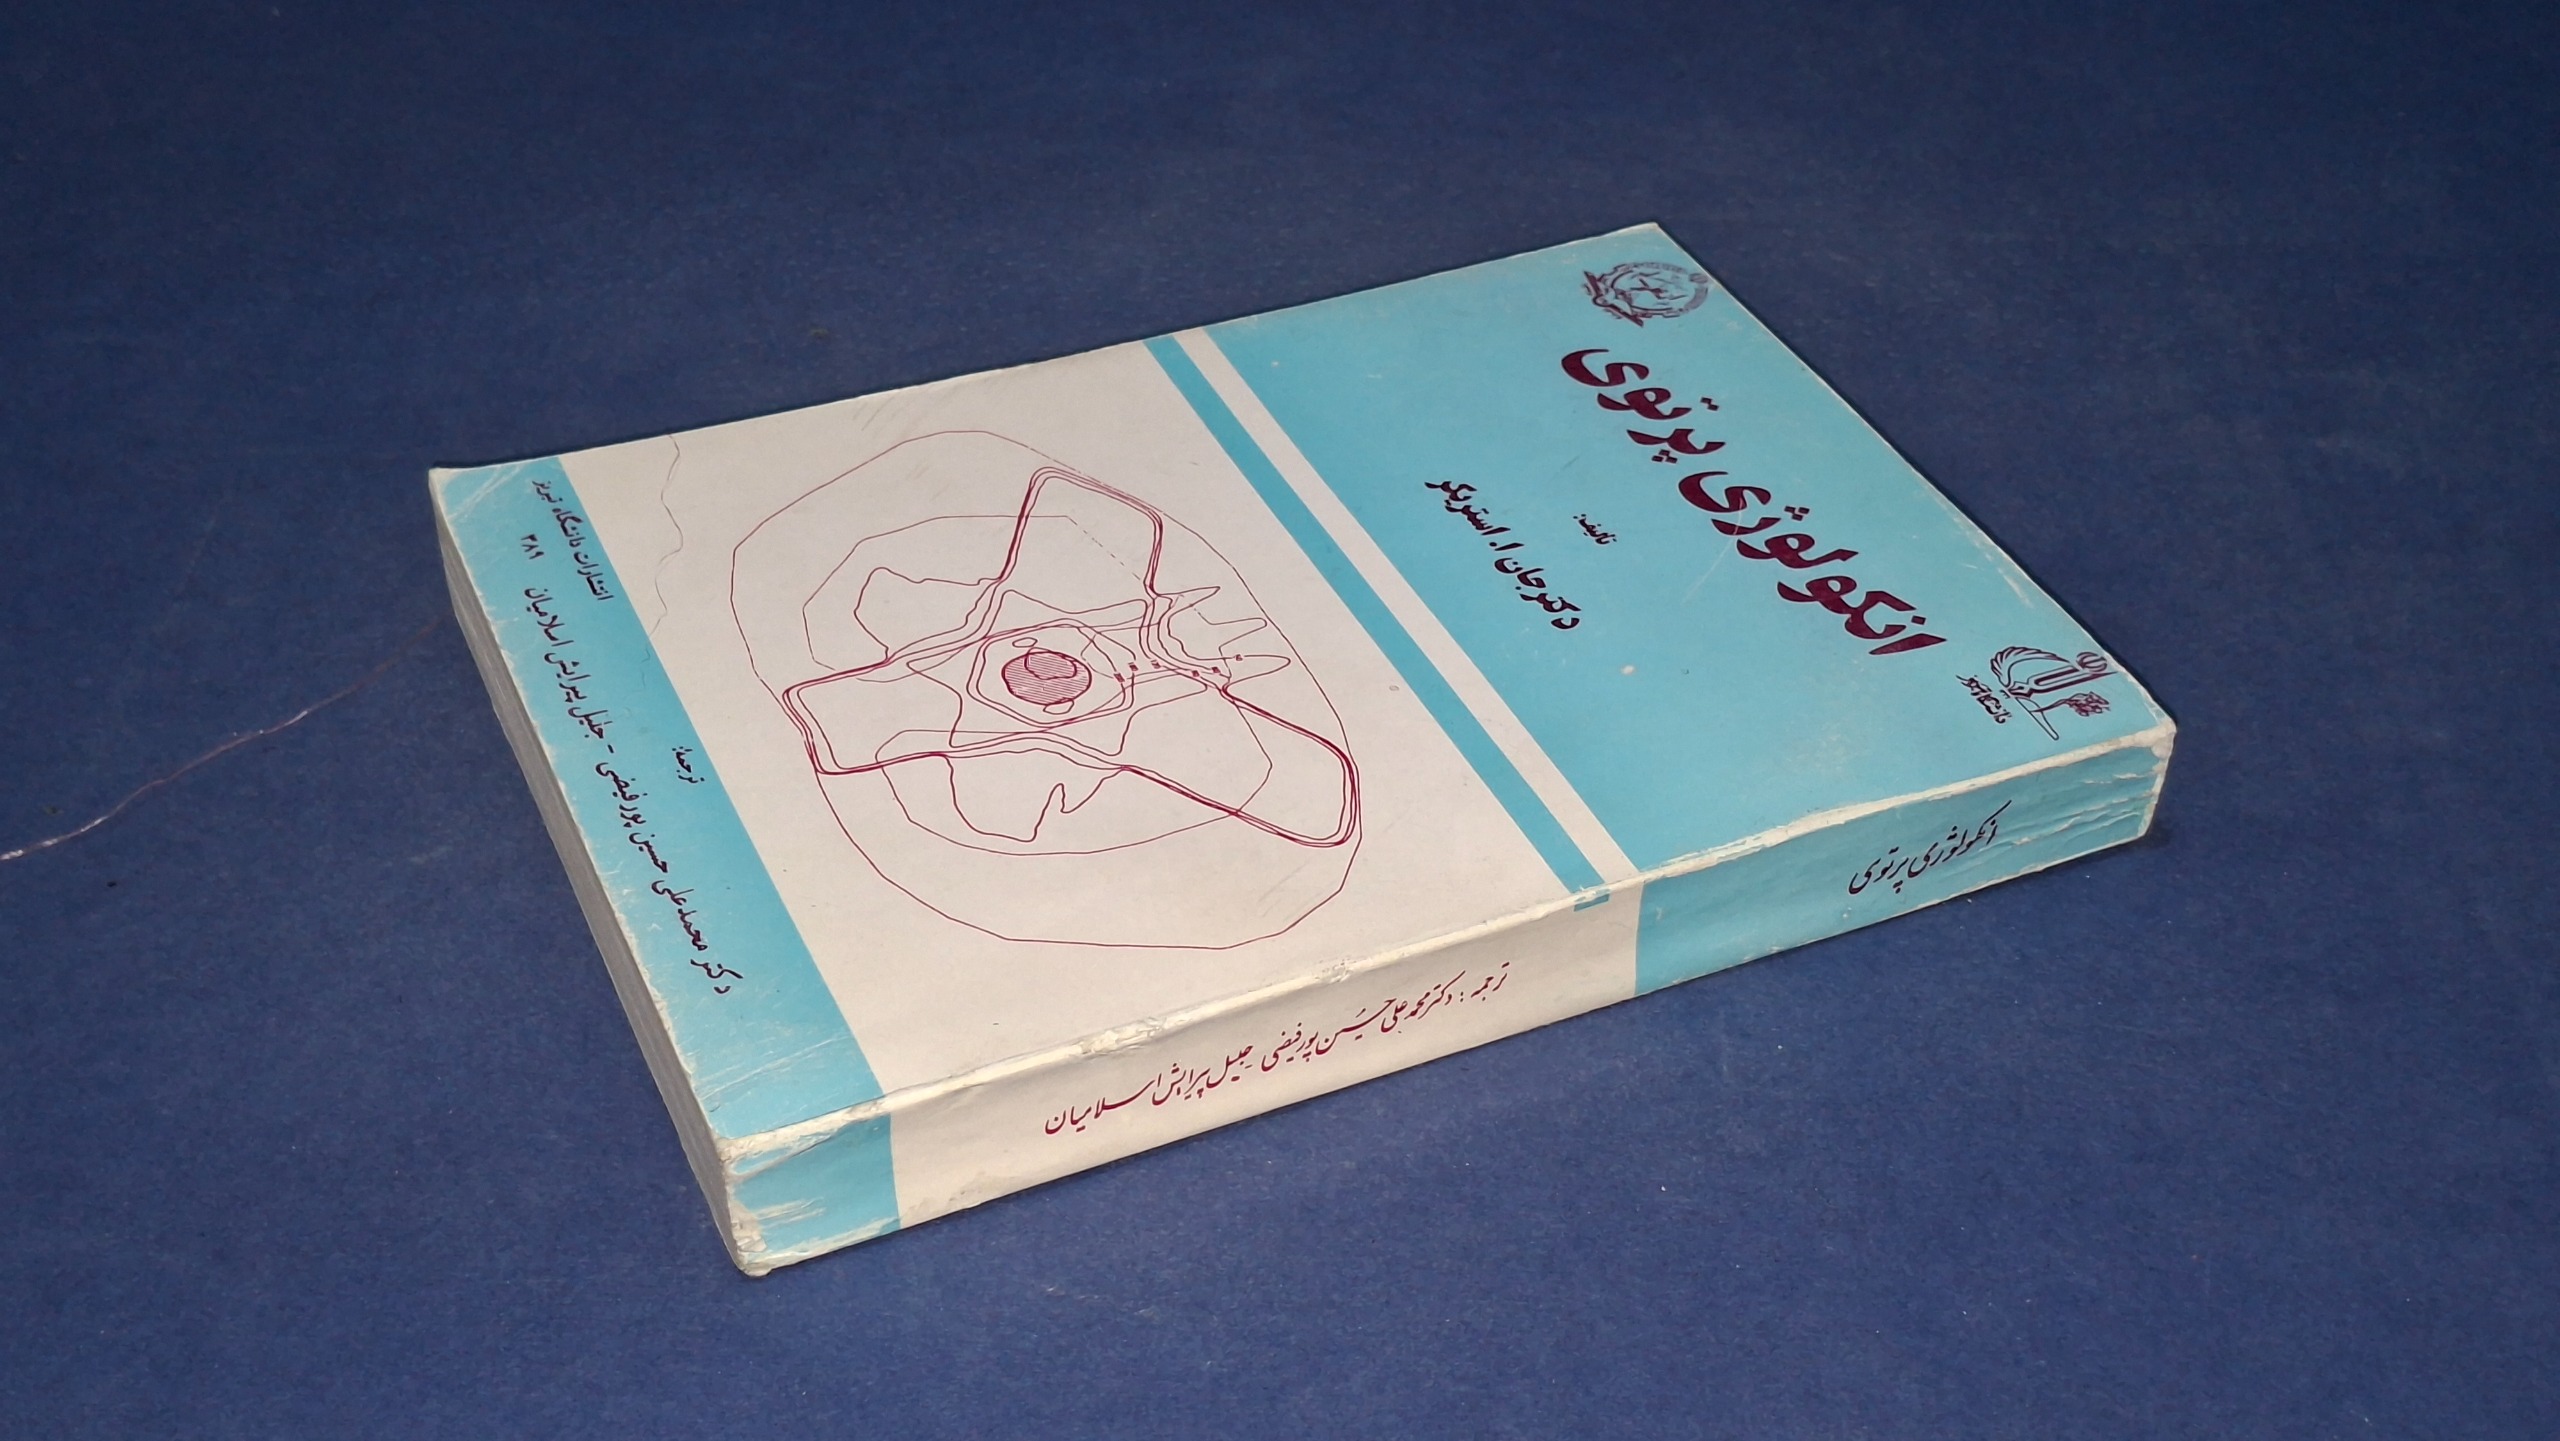 دانشگاه تبریز
انکولوژی پرتوی
تألیف:
دکتر جان ا. استریکر
ترجمهٔ:
دکتر محمدعلی حسین پورفیضی - جلیل پیرایش اسلامیان
انتشارات دانشگاه تبریز
۳۸۹
انکولوژی پرتوی
ترجمه : دکتر محمدعلی حسین پورفیضی جلیل پیرایش اسلامیان